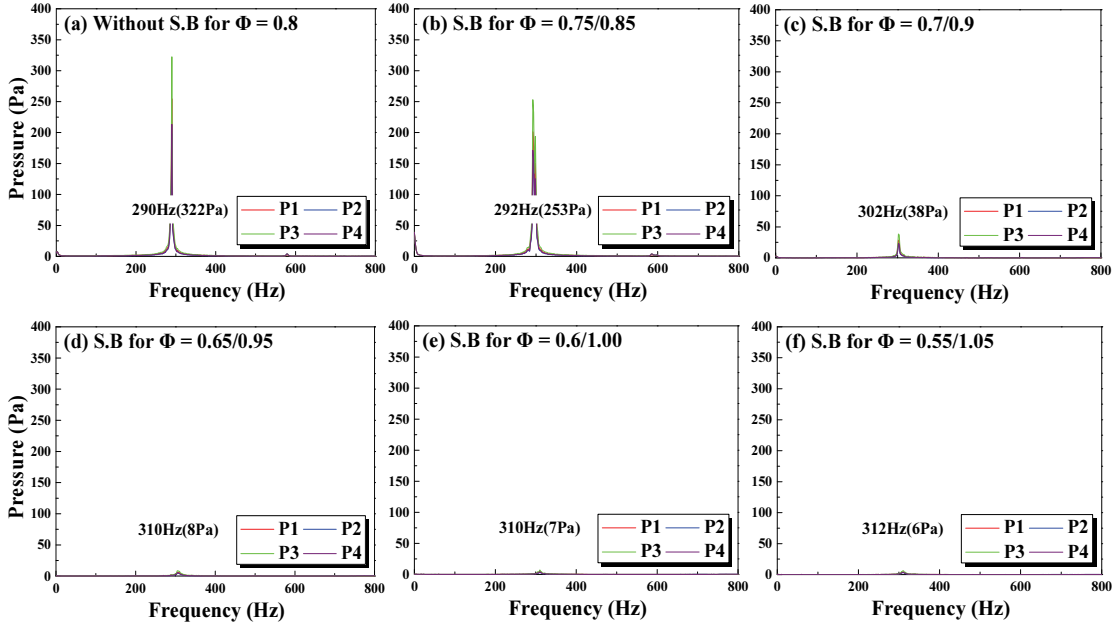 (a) Without S.B for Φ = 0.8
400
350
300
250
200
150
100
50
0
Pressure (Pa)
290Hz(322Pa)
P1 P2
P3 P4
0 200 400 600 800
Frequency (Hz)
(b) S.B for Φ = 0.75/0.85
400
350
300
250
200
150
100
50
0
292Hz(253Pa)
P1 P2
P3 P4
0 200 400 600 800
Frequency (Hz)
(c) S.B for Φ = 0.7/0.9
400
350
300
250
200
150
100
50
0
302Hz(38Pa)
P1 P2
P3 P4
0 200 400 600 800
Frequency (Hz)
(d) S.B for Φ = 0.65/0.95
400
350
300
250
200
150
100
50
0
Pressure (Pa)
310Hz(8Pa)
P1 P2
P3 P4
0 200 400 600 800
Frequency (Hz)
(e) S.B for Φ = 0.6/1.00
400
350
300
250
200
150
100
50
0
310Hz(7Pa)
P1 P2
P3 P4
0 200 400 600 800
Frequency (Hz)
(f) S.B for Φ = 0.55/1.05
400
350
300
250
200
150
100
50
0
312Hz(6Pa)
P1 P2
P3 P4
0 200 400 600 800
Frequency (Hz)